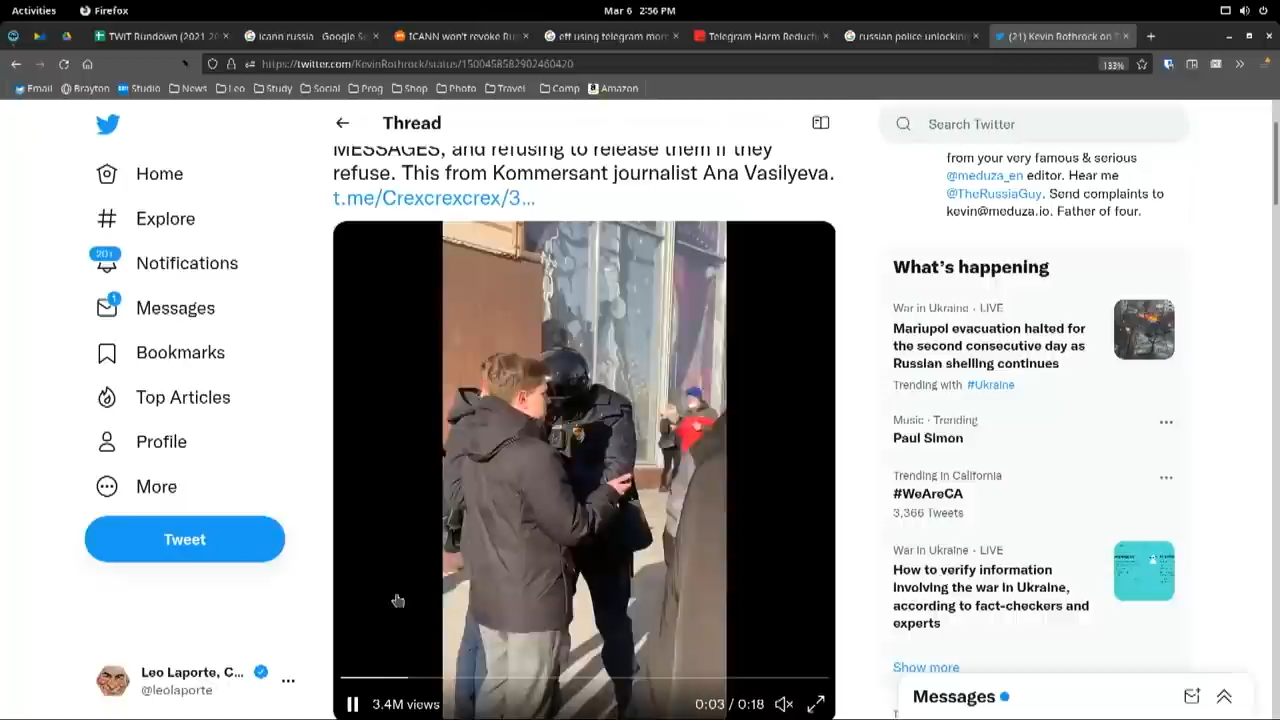 Activities
Firefox
Mar 6 2:56 PM
TWiT Rundown (2021.20
icann russia - Google Se
ICANN won't revoke Ru
eff using telegram mor
Telegram Harm Reducti
russian police unlocking
(21) Kevin Rothrock on T
https://twitter.com/KevinRothrock/status/1500458582902460420
133%
Email
Brayton
Studio
News
Leo
Study
Social
Prog
Shop
Photo
Travel
Comp
Amazon
Home
Explore
20+
Notifications
1
Messages
Bookmarks
Top Articles
Profile
More
Tweet
Leo Laporte, C...
@leolaporte
Thread
MESSAGES, and refusing to release them if they
refuse. This from Kommersant journalist Ana Vasilyeva.
t.me/Crexcrexcrex/3...
3.4M views
0:03 / 0:18
Search Twitter
from your very famous & serious
@meduza_en editor. Hear me
@TheRussiaGuy. Send complaints to
kevin@meduza.io. Father of four.
What's happening
War in Ukraine · LIVE
Mariupol evacuation halted for
the second consecutive day as
Russian shelling continues
Trending with #Ukraine
Music · Trending
Paul Simon
Trending in California
#WeAreCA
3,366 Tweets
War in Ukraine · LIVE
How to verify information
involving the war in Ukraine,
according to fact-checkers and
experts
Show more
Messages